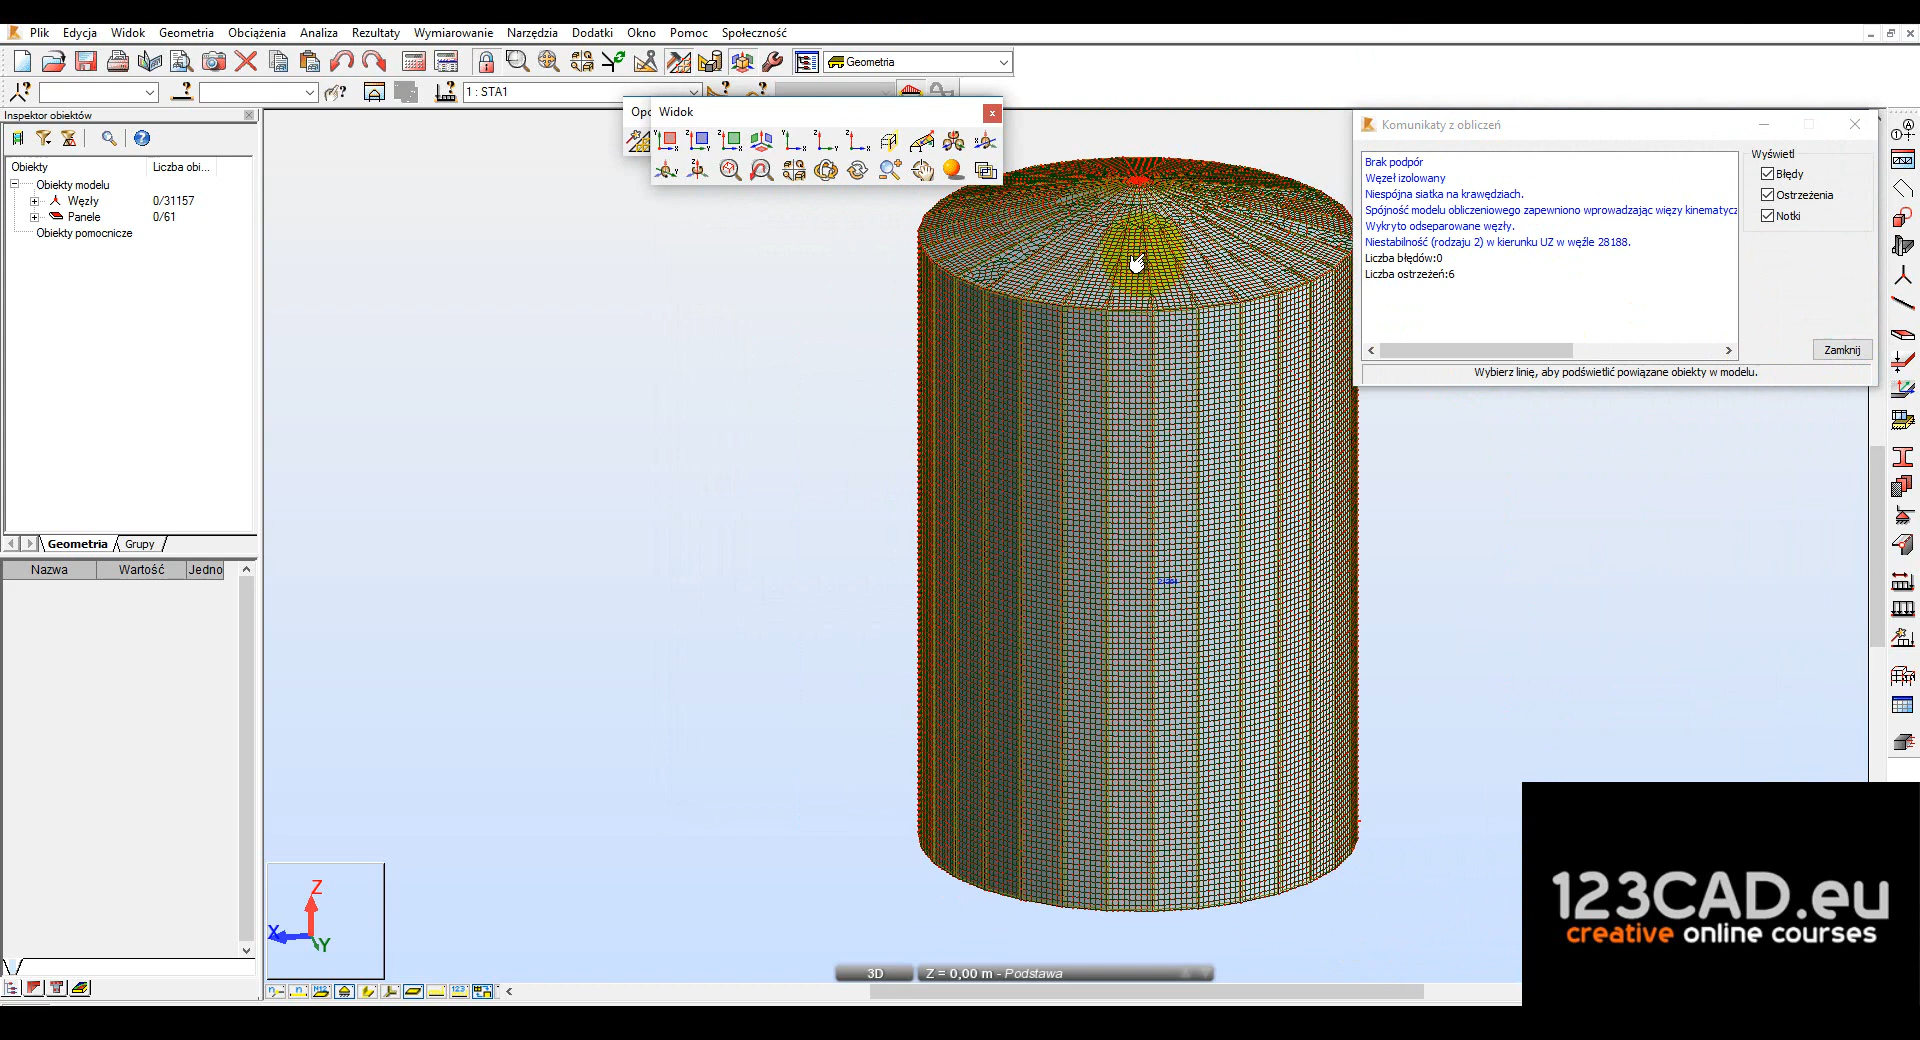 Plik Edycja Widok Geometria Obciążenia Analiza Rezultaty Wymiarowanie Narzędzia Dodatki Okno Pomoc Społeczność
Geometria
1 : STA1
Inspektor obiektów
Widok
Obiekty Liczba obi...
Obiekty modelu
Węzły 0/31157
Panele 0/61
Obiekty pomocnicze
Geometria Grupy
Nazwa Wartość Jedno
Komunikaty z obliczeń
Brak podpór
Węzeł izolowany
Niespójna siatka na krawędziach.
Spójność modelu obliczeniowego zapewniono wprowadzając więzy kinematycz
Wykryto odseparowane węzły.
Niestabilność (rodzaju 2) w kierunku UZ w węźle 28188.
Liczba błędów:0
Liczba ostrzeżeń:6
Wyświetl
Błędy
Ostrzeżenia
Notki
Zamknij
Wybierz linię, aby podświetlić powiązane obiekty w modelu.
Z
X
Y
3D
Z = 0,00 m - Podstawa
123CAD.eu
creative online courses